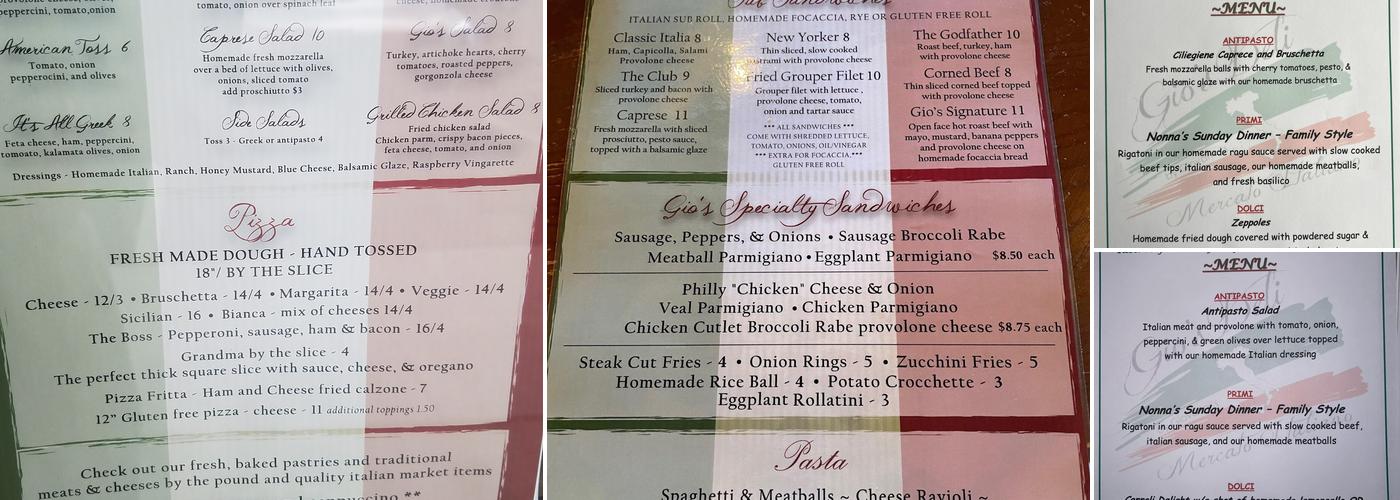 tomato, onion over spinach leaf
American Toss 6
Tomato, onion
pepperocini, and olives
Caprese Salad 10
Homemade fresh mozzarella
over a bed of lettuce with olives,
onions, sliced tomato
add proschiutto $3
Gio's Salad 8
Turkey, artichoke hearts, cherry
tomatoes, roasted peppers,
gorgonzola cheese
It's All Greek 8
Feta cheese, ham, peppercini,
tomoato, kalamata olives, onion
Side Salads
Toss 3 - Greek or antipasto 4
Grilled Chicken Salad 8
Fried chicken salad
Chicken parm, crispy bacon pieces,
feta cheese, tomato, and onion
Dressings - Homemade Italian, Ranch, Honey Mustard, Blue Cheese, Balsamic Glaze, Raspberry Vingarette
Pizza
FRESH MADE DOUGH - HAND TOSSED
18"/ BY THE SLICE
Cheese - 12/3 • Bruschetta - 14/4 • Margarita - 14/4 • Veggie - 14/4
Sicilian - 16 • Bianca - mix of cheeses 14/4
The Boss - Pepperoni, sausage, ham & bacon - 16/4
Grandma by the slice - 4
The perfect thick square slice with sauce, cheese, & oregano
Pizza Fritta - Ham and Cheese fried calzone - 7
12" Gluten free pizza - cheese - 11 additional toppings 1.50
Check out our fresh, baked pastries and traditional
meats & cheeses by the pound and quality italian market items
Sub Sandwiches
ITALIAN SUB ROLL, HOMEMADE FOCACCIA, RYE OR GLUTEN FREE ROLL
Classic Italia 8
Ham, Capicolla, Salami
Provolone cheese
The Club 9
Sliced turkey and bacon with
provolone cheese
Caprese 11
Fresh mozzarella with sliced
prosciutto, pesto sauce,
topped with a balsamic glaze
New Yorker 8
Thin sliced, slow cooked
pastrami with provolone cheese
Fried Grouper Filet 10
Grouper filet with lettuce ,
provolone cheese, tomato,
onion and tartar sauce
*** ALL SANDWICHES ***
COME WITH SHREDDED LETTUCE,
TOMATO, ONIONS, OIL/VINEGAR
*** EXTRA FOR FOCACCIA,***
GLUTEN FREE ROLL
The Godfather 10
Roast beef, turkey, ham
with provolone cheese
Corned Beef 8
Thin sliced corned beef topped
with provolone cheese
Gio's Signature 11
Open face hot roast beef with
mayo, mustard, banana peppers
and provolone cheese on
homemade focaccia bread
Gio's Specialty Sandwiches
Sausage, Peppers, & Onions • Sausage Broccoli Rabe
Meatball Parmigiano • Eggplant Parmigiano $8.50 each
Philly "Chicken" Cheese & Onion
Veal Parmigiano • Chicken Parmigiano
Chicken Cutlet Broccoli Rabe provolone cheese $8.75 each
Steak Cut Fries - 4 • Onion Rings - 5 • Zucchini Fries - 5
Homemade Rice Ball - 4 • Potato Crocchette - 3
Eggplant Rollatini - 3
Pasta
Spaghetti & Meatballs ~ Cheese Ravioli ~
~MENU~
ANTIPASTO
Ciliegiene Caprece and Bruschetta
Fresh mozzarella balls with cherry tomatoes, pesto, &
balsamic glaze with our homemade bruschetta
PRIMI
Nonna's Sunday Dinner – Family Style
Rigatoni in our homemade ragu sauce served with slow cooked
beef tips, italian sausage, our homemade meatballs,
and fresh basilico
DOLCI
Zeppoles
Homemade fried dough covered with powdered sugar &
~MENU~
ANTIPASTO
Antipasto Salad
Italian meat and provolone with tomato, onion,
peppercini, & green olives over lettuce topped
with our homemade Italian dressing
PRIMI
Nonna's Sunday Dinner – Family Style
Rigatoni in our ragu sauce served with slow cooked beef,
italian sausage, and our homemade meatballs
DOLCI